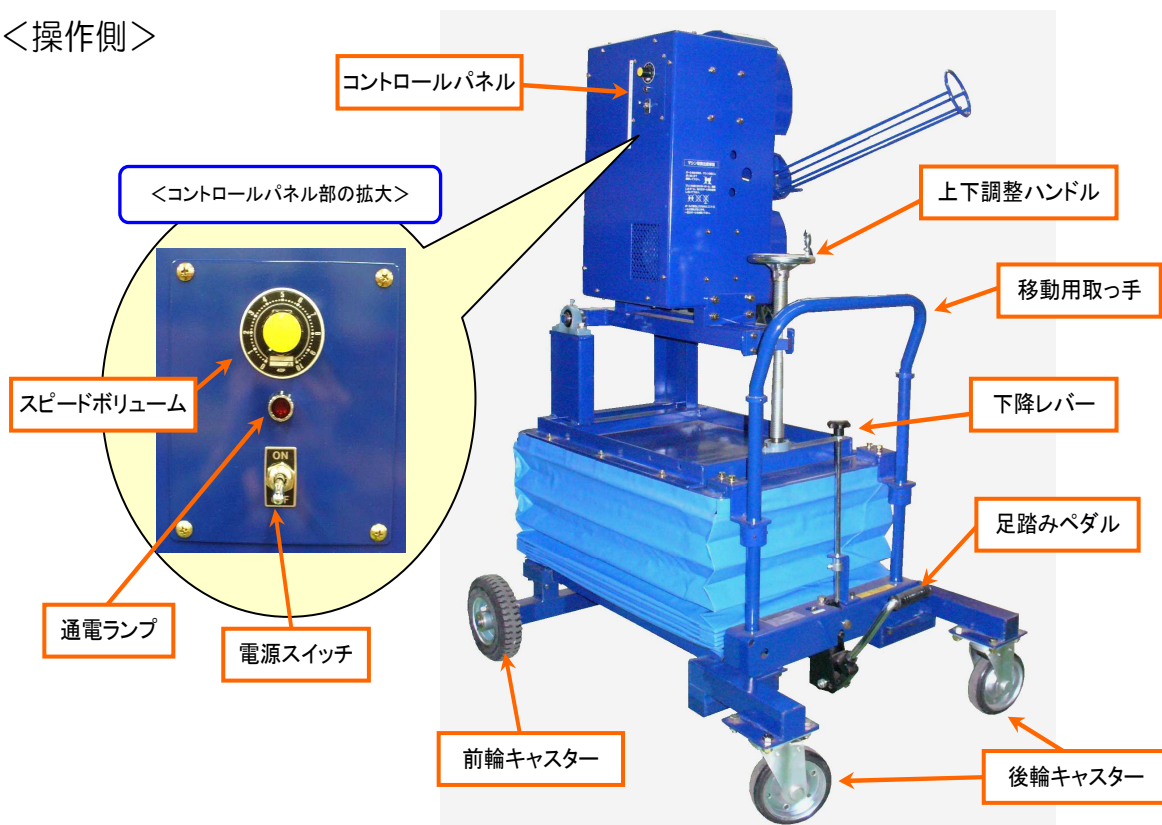 ＜操作側＞
コントロールパネル
＜コントロールパネル部の拡大＞
上下調整ハンドル
移動用取っ手
スピードボリューム
下降レバー
ON
OFF
足踏みペダル
通電ランプ
電源スイッチ
前輪キャスター
後輪キャスター